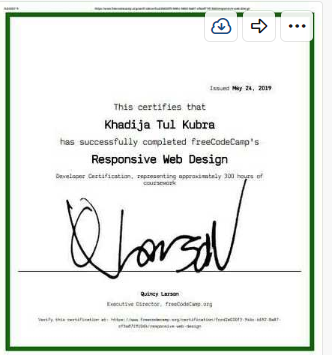 Issued May 24, 2019
This certifies that
Khadija Tul Kubra
has successfully completed freeCodeCamp's
Responsive Web Design
Developer Certification, representing approximately 300 hours of
coursework
Q Larson
Quincy Larson
Executive Director, freeCodeCamp.org
Verify this certification at: https://www.freecodecamp.org/certification/
responsive-web-design